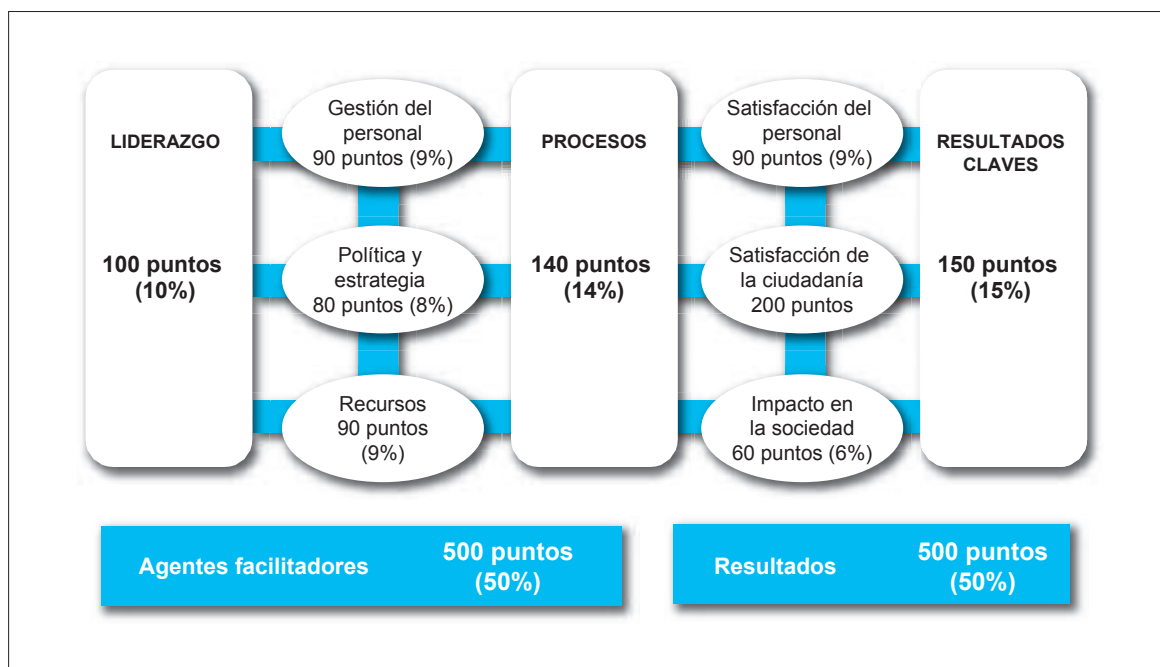 LIDERAZGO
100 puntos
(10%)
Gestión del
personal
90 puntos (9%)
Política y
estrategia
80 puntos (8%)
Recursos
90 puntos
(9%)
PROCESOS
140 puntos
(14%)
Satisfacción del
personal
90 puntos (9%)
Satisfacción de
la ciudadanía
200 puntos
Impacto en
la sociedad
60 puntos (6%)
RESULTADOS
CLAVES
150 puntos
(15%)
Agentes facilitadores
500 puntos
(50%)
Resultados
500 puntos
(50%)